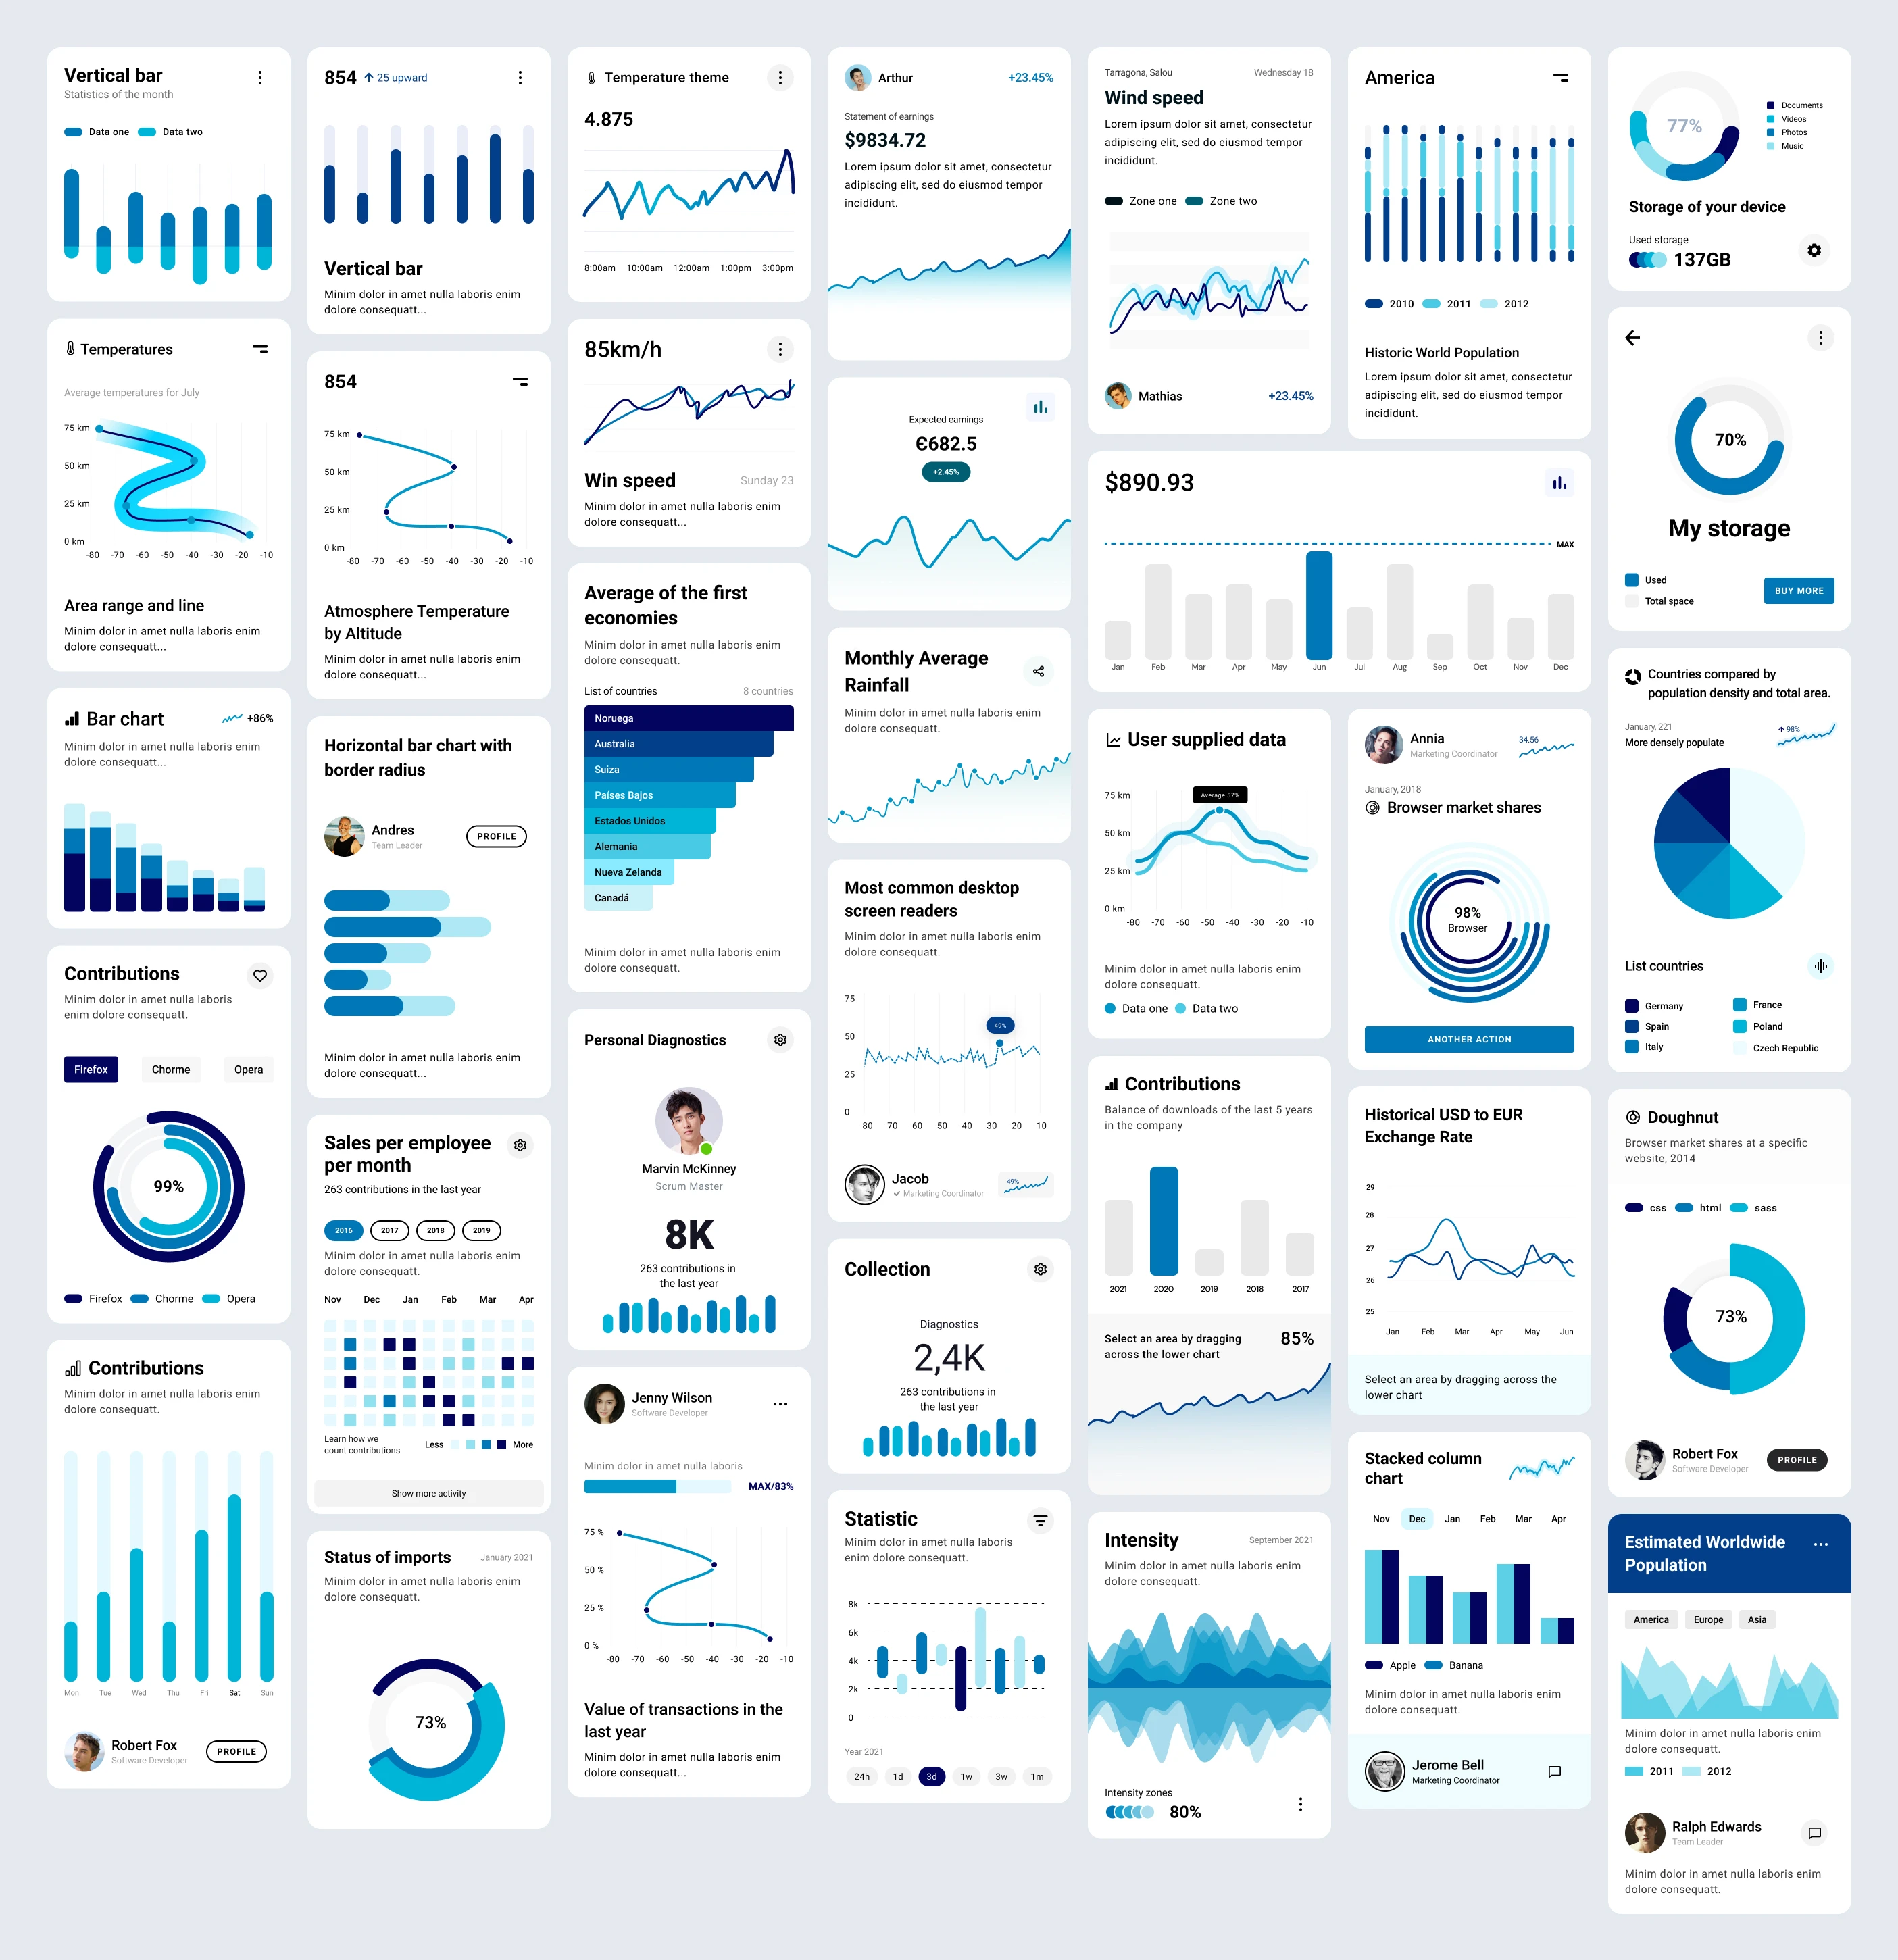 Vertical bar
Statistics of the month
Data one Data two
Temperatures
Average temperatures for July
75 km
50 km
25 km
0 km
-80 -70 -60 -50 -40 -30 -20 -10
Area range and line
Minim dolor in amet nulla laboris enim
dolore consequatt...
Bar chart
+86%
Minim dolor in amet nulla laboris enim
dolore consequatt...
Contributions
Minim dolor in amet nulla laboris
enim dolore consequatt.
Firefox Chorme Opera
99%
Firefox Chorme Opera
Contributions
Minim dolor in amet nulla laboris enim
dolore consequatt.
Mon Tue Wed Thu Fri Sat Sun
Robert Fox
Software Developer
PROFILE
854 25 upward
Vertical bar
Minim dolor in amet nulla laboris enim
dolore consequatt...
854
75 km
50 km
25 km
0 km
-80 -70 -60 -50 -40 -30 -20 -10
Atmosphere Temperature
by Altitude
Minim dolor in amet nulla laboris enim
dolore consequatt...
Horizontal bar chart with
border radius
Andres
Team Leader
PROFILE
Minim dolor in amet nulla laboris enim
dolore consequatt...
Sales per employee
per month
263 contributions in the last year
2016 2017 2018 2019
Minim dolor in amet nulla laboris enim
dolore consequatt.
Nov Dec Jan Feb Mar Apr
Learn how we
count contributions
Less More
Show more activity
Status of imports
January 2021
Minim dolor in amet nulla laboris enim
dolore consequatt.
73%
Temperature theme
4.875
8:00am 10:00am 12:00am 1:00pm 3:00pm
85km/h
Win speed
Sunday 23
Minim dolor in amet nulla laboris enim
dolore consequatt...
Average of the first
economies
Minim dolor in amet nulla laboris enim
dolore consequatt.
List of countries 8 countries
Noruega
Australia
Suiza
Países Bajos
Estados Unidos
Alemania
Nueva Zelanda
Canadá
Minim dolor in amet nulla laboris enim
dolore consequatt.
Personal Diagnostics
Marvin McKinney
Scrum Master
8K
263 contributions in
the last year
Jenny Wilson
Software Developer
Minim dolor in amet nulla laboris
MAX/83%
75 %
50 %
25 %
0 %
-80 -70 -60 -50 -40 -30 -20 -10
Value of transactions in the
last year
Minim dolor in amet nulla laboris enim
dolore consequatt...
Arthur
+23.45%
Statement of earnings
$9834.72
Lorem ipsum dolor sit amet, consectetur
adipiscing elit, sed do eiusmod tempor
incididunt.
Expected earnings
€682.5
+2.45%
Monthly Average
Rainfall
Minim dolor in amet nulla laboris enim
dolore consequatt.
Most common desktop
screen readers
Minim dolor in amet nulla laboris enim
dolore consequatt.
75
50
25
0
49%
-80 -70 -60 -50 -40 -30 -20 -10
Jacob
Marketing Coordinator
49%
Collection
Diagnostics
2,4K
263 contributions in
the last year
Statistic
Minim dolor in amet nulla laboris
enim dolore consequatt.
8k
6k
4k
2k
0
Year 2021
24h 1d 3d 1w 3w 1m
Tarragona, Salou Wednesday 18
Wind speed
Lorem ipsum dolor sit amet, consectetur
adipiscing elit, sed do eiusmod tempor
incididunt.
Zone one Zone two
Mathias
+23.45%
America
2010 2011 2012
Historic World Population
Lorem ipsum dolor sit amet, consectetur
adipiscing elit, sed do eiusmod tempor
incididunt.
$890.93
MAX
Jan Feb Mar Apr May Jun Jul Aug Sep Oct Nov Dec
User supplied data
75 km
50 km
25 km
0 km
Average 57%
-80 -70 -60 -50 -40 -30 -20 -10
Minim dolor in amet nulla laboris enim
dolore consequatt.
Data one Data two
Contributions
Balance of downloads of the last 5 years
in the company
2021 2020 2019 2018 2017
Select an area by dragging
across the lower chart
85%
Intensity
September 2021
Minim dolor in amet nulla laboris enim
dolore consequatt.
Intensity zones
80%
Annia
Marketing Coordinator
34.56
January, 2018
Browser market shares
98%
Browser
ANOTHER ACTION
Historical USD to EUR
Exchange Rate
29
28
27
26
25
Jan Feb Mar Apr May Jun
Select an area by dragging across the
lower chart
Stacked column
chart
Nov Dec Jan Feb Mar Apr
Apple Banana
Minim dolor in amet nulla laboris enim
dolore consequatt.
Jerome Bell
Marketing Coordinator
77%
Documents
Videos
Photos
Music
Storage of your device
Used storage
137GB
70%
My storage
Used
Total space
BUY MORE
Countries compared by
population density and total area.
January, 221
More densely populate
98%
List countries
Germany France
Spain Poland
Italy Czech Republic
Doughnut
Browser market shares at a specific
website, 2014
css html sass
73%
Robert Fox
Software Developer
PROFILE
Estimated Worldwide
Population
America Europe Asia
Minim dolor in amet nulla laboris enim
dolore consequatt.
2011 2012
Ralph Edwards
Team Leader
Minim dolor in amet nulla laboris enim
dolore consequatt.